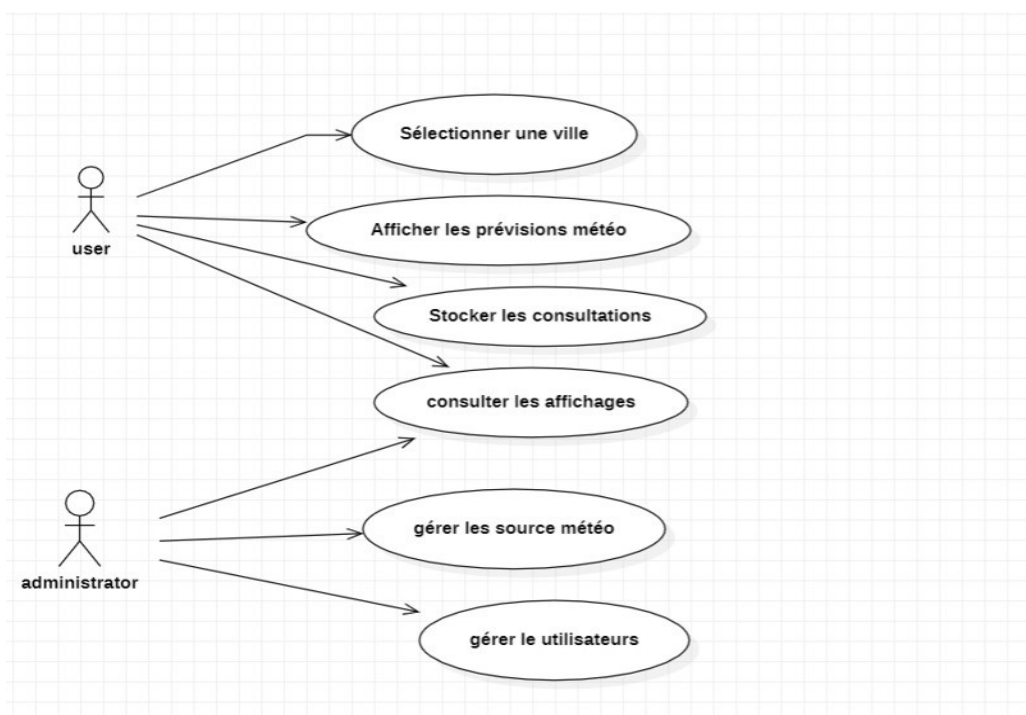 Sélectionner une ville
user
Afficher les prévisions météo
Stocker les consultations
consulter les affichages
administrator
gérer les source météo
gérer le utilisateurs